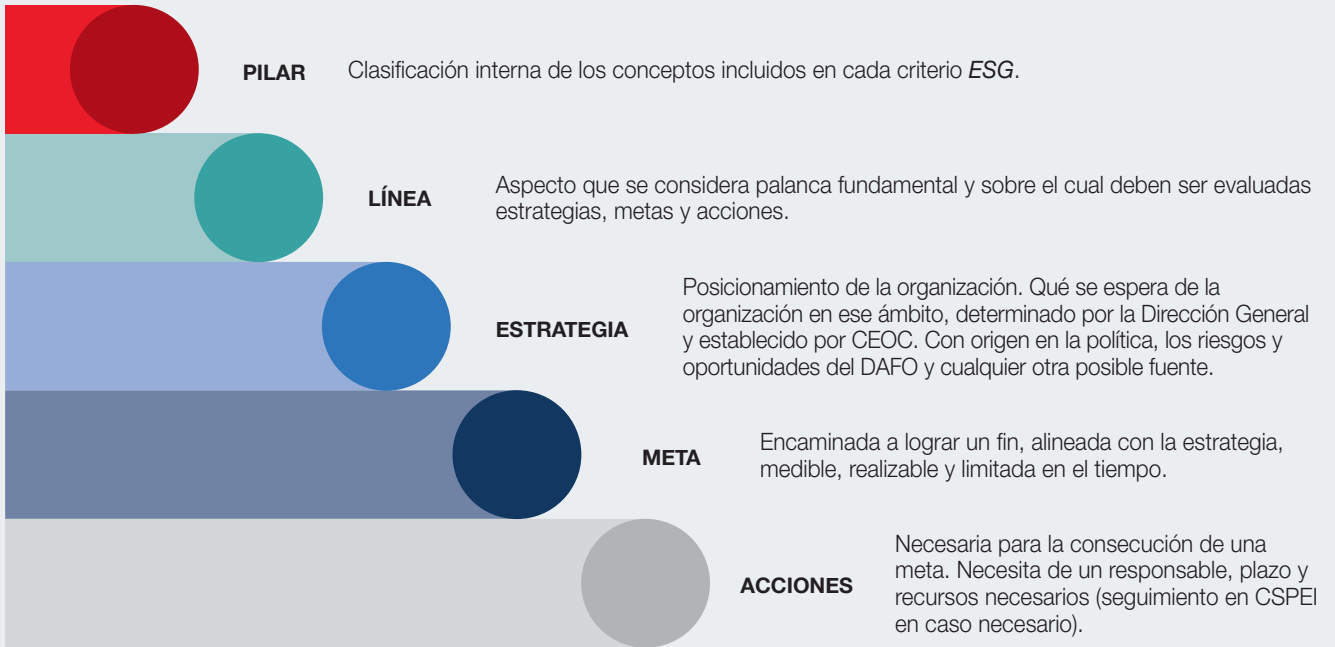 PILAR
Clasificación interna de los conceptos incluidos en cada criterio ESG.
LÍNEA
Aspecto que se considera palanca fundamental y sobre el cual deben ser evaluadas
estrategias, metas y acciones.
ESTRATEGIA
Posicionamiento de la organización. Qué se espera de la
organización en ese ámbito, determinado por la Dirección General
y establecido por CEOC. Con origen en la política, los riesgos y
oportunidades del DAFO y cualquier otra posible fuente.
META
Encaminada a lograr un fin, alineada con la estrategia,
medible, realizable y limitada en el tiempo.
ACCIONES
Necesaria para la consecución de una
meta. Necesita de un responsable, plazo y
recursos necesarios (seguimiento en CSPEI
en caso necesario).